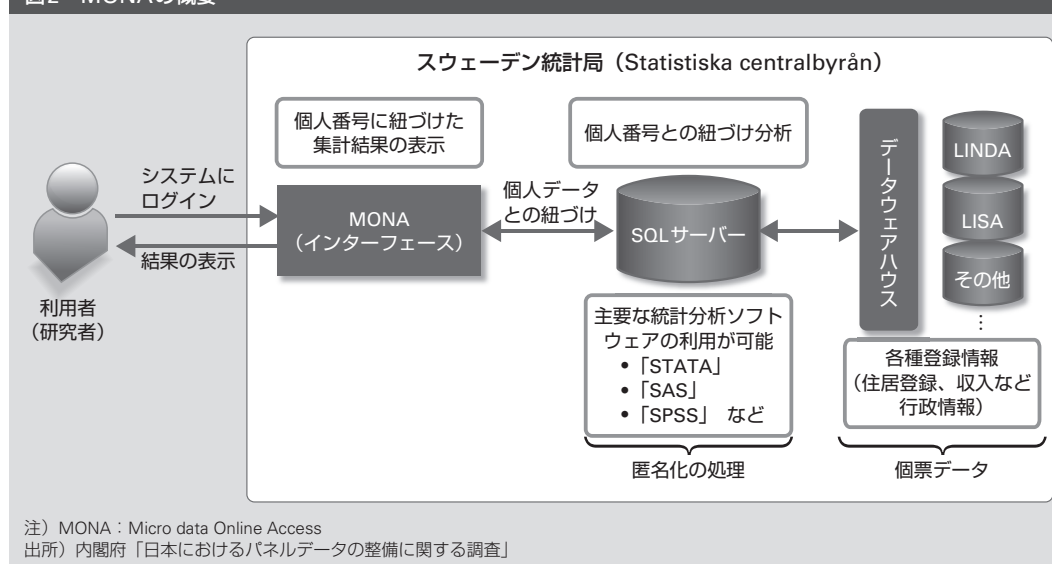 図2 MONAの概要
スウェーデン統計局（Statistiska centralbyrån）
個人番号に紐づけた
集計結果の表示
個人番号との紐づけ分析
システムに
ログイン
結果の表示
利用者
（研究者）
MONA
（インターフェース）
個人データ
との紐づけ
SQLサーバー
主要な統計分析ソフト
ウェアの利用が可能
•「STATA」
•「SAS」
•「SPSS」 など
匿名化の処理
データウェアハウス
LINDA
LISA
その他
…
各種登録情報
（住居登録、収入など
行政情報）
個票データ
注）MONA：Micro data Online Access
出所）内閣府「日本におけるパネルデータの整備に関する調査」